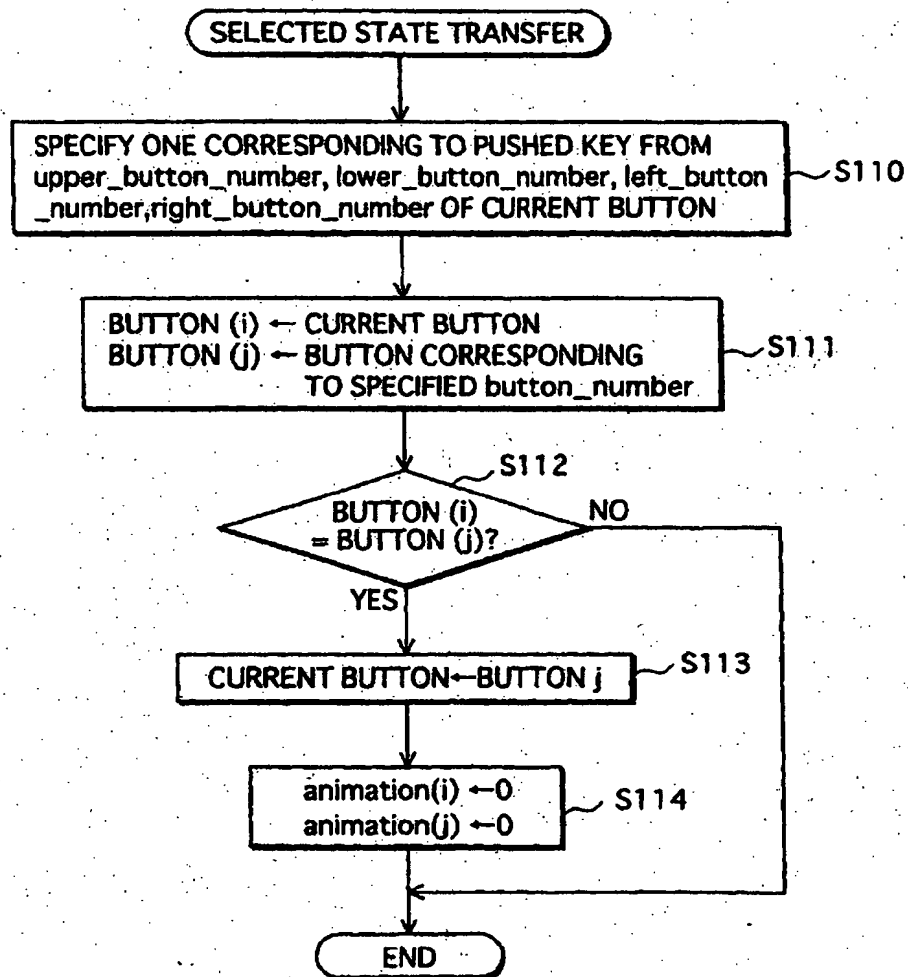 SELECTED STATE TRANSFER
SPECIFY ONE CORRESPONDING TO PUSHED KEY FROM
upper_button_number, lower_button_number, left_button
_number,right_button_number OF CURRENT BUTTON
S110
BUTTON (i) ← CURRENT BUTTON
BUTTON (j) ← BUTTON CORRESPONDING
TO SPECIFIED button_number
S111
S112
BUTTON (i)
= BUTTON (j)?
NO
YES
CURRENT BUTTON←BUTTON j
S113
animation(i) ←0
animation(j) ←0
S114
END